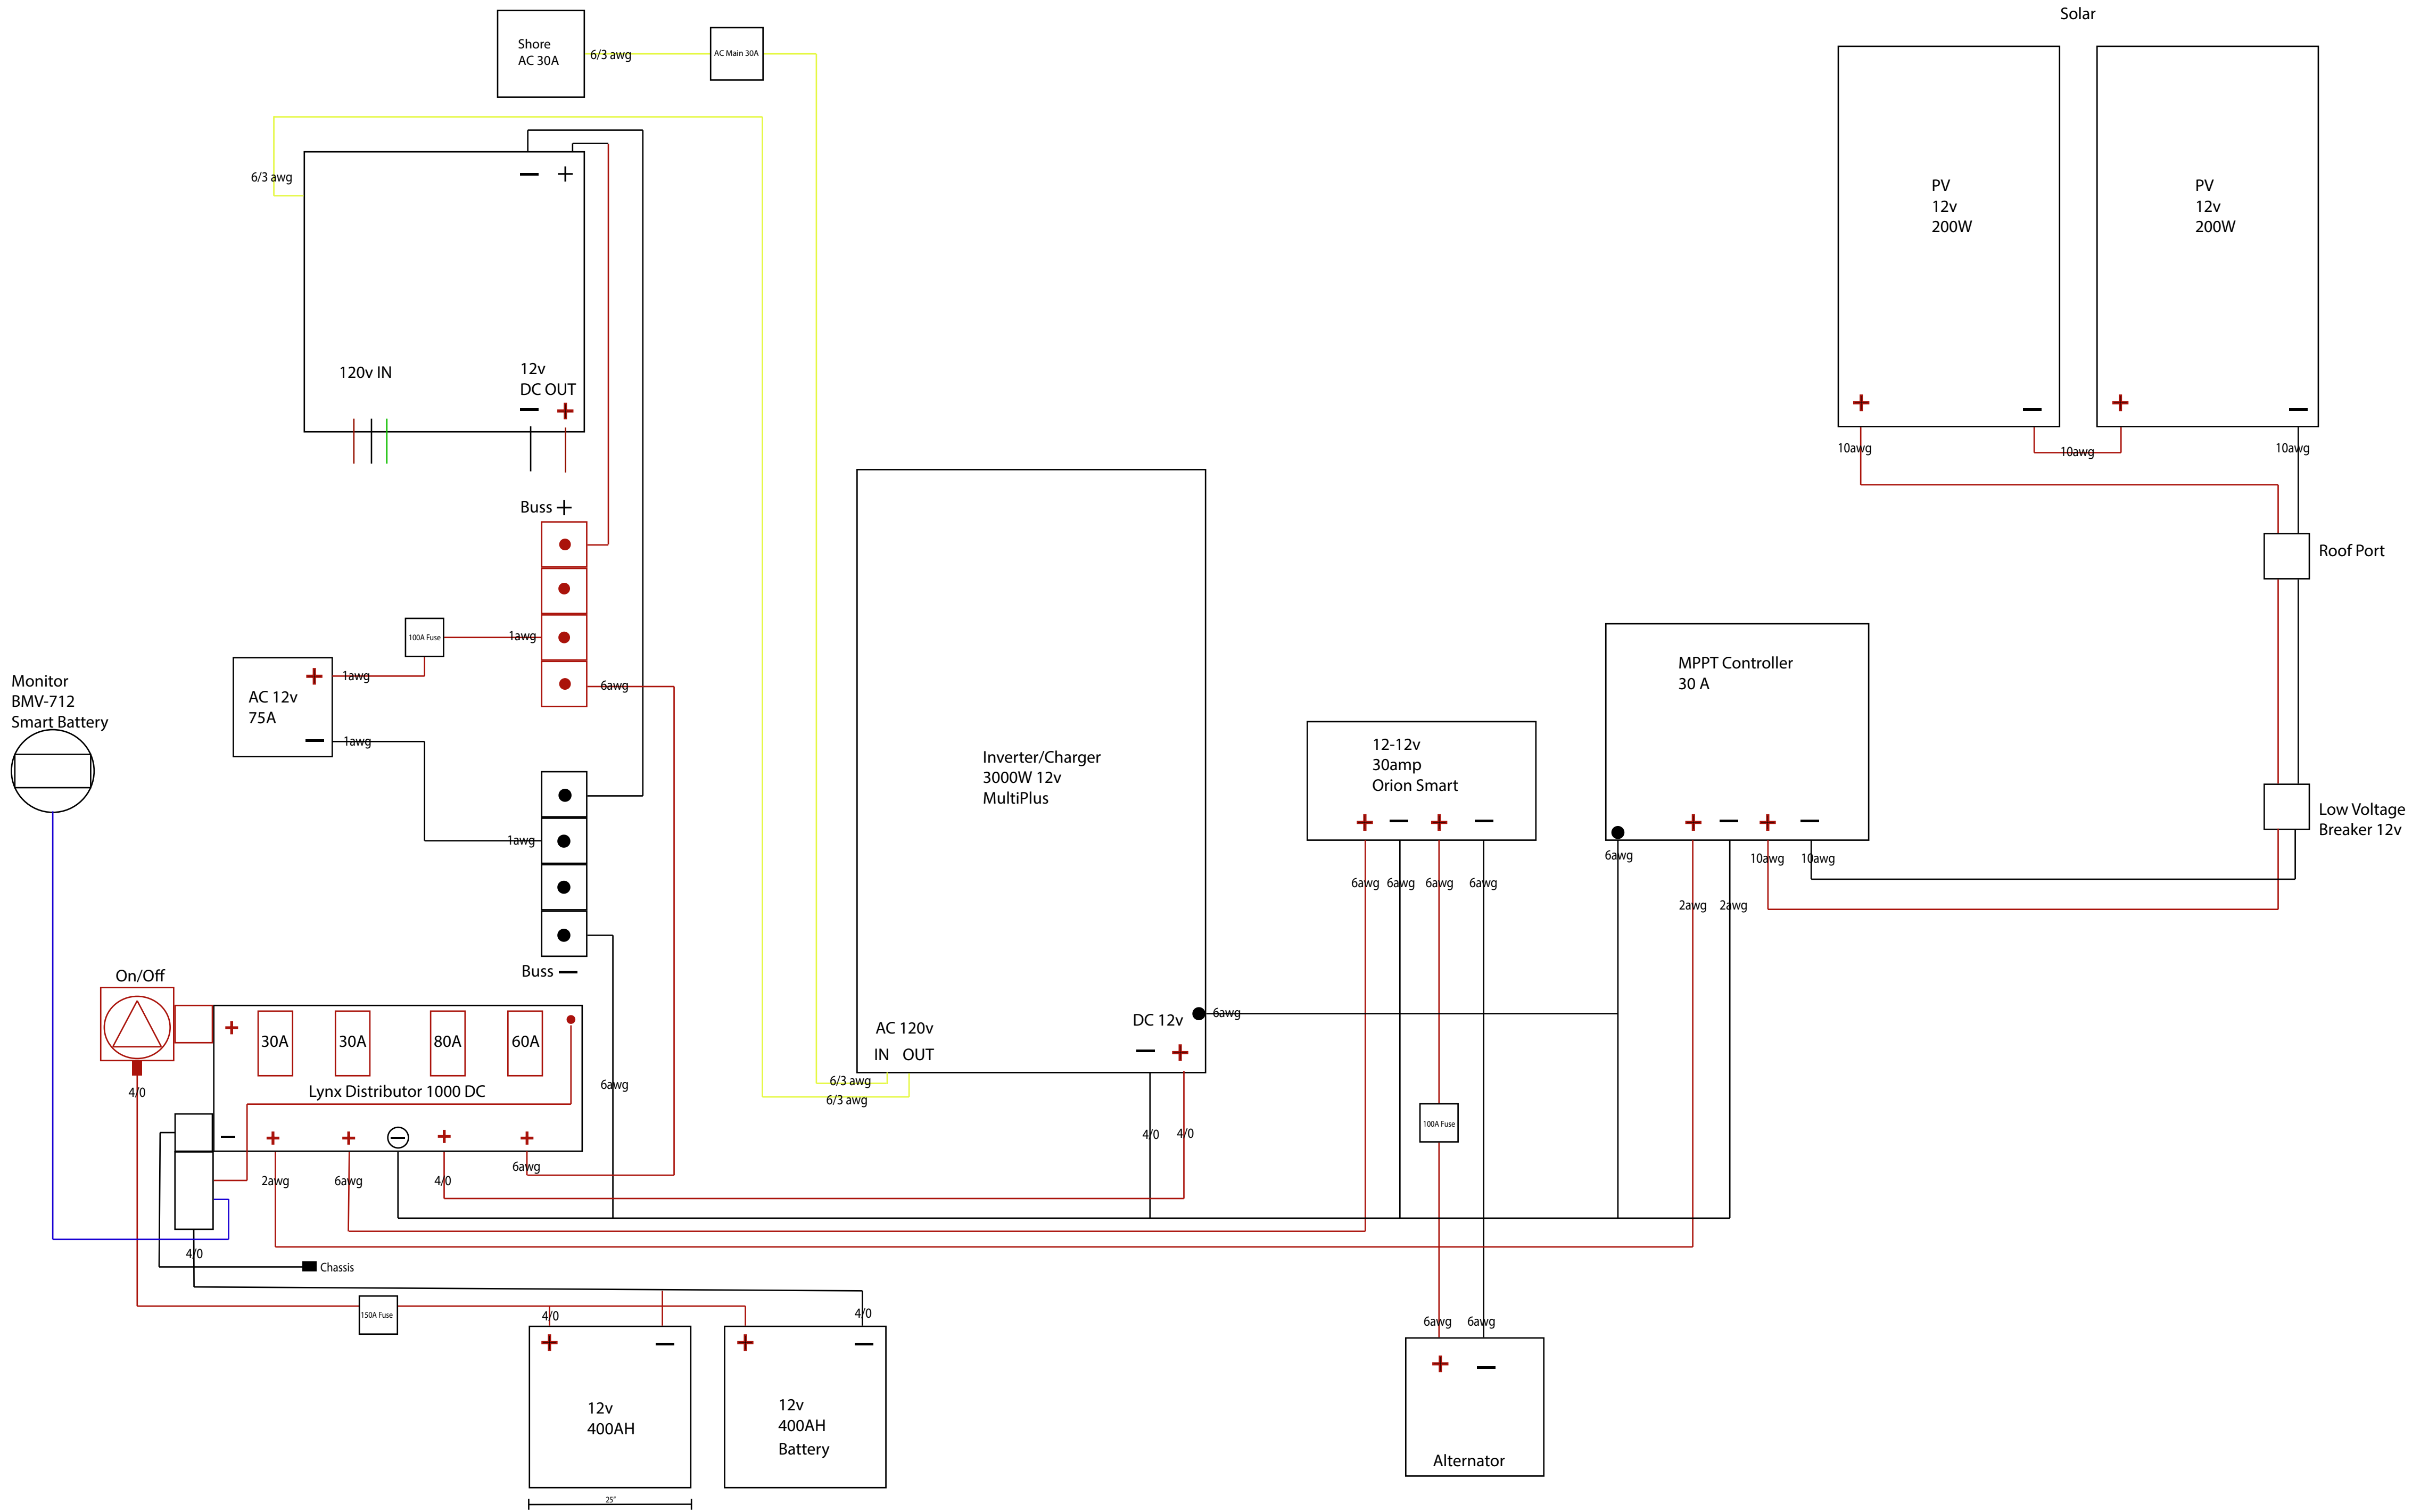 Solar
Shore
AC 30A
6/3 awg
AC Main 30A
6/3 awg
− +
120v IN
12v
DC OUT
− +
PV
12v
200W
+ −
PV
12v
200W
+ −
10awg
10awg
10awg
Roof Port
Low Voltage
Breaker 12v
Buss +
100A Fuse
1awg
1awg
6awg
AC 12v
75A
+
−
1awg
1awg
Buss −
6awg
Monitor
BMV-712
Smart Battery
Inverter/Charger
3000W 12v
MultiPlus
AC 120v
IN OUT
DC 12v
− +
6awg
6/3 awg
6/3 awg
4/0
4/0
12-12v
30amp
Orion Smart
+ − + −
6awg
6awg
6awg
6awg
MPPT Controller
30 A
+ − + −
6awg
2awg
2awg
10awg
10awg
On/Off
4/0
+
30A
30A
80A
60A
Lynx Distributor 1000 DC
− + + − + +
2awg
6awg
4/0
6awg
4/0
Chassis
150A Fuse
4/0
4/0
+ −
12v
400AH
25"
+ −
12v
400AH
Battery
100A Fuse
6awg
6awg
+ −
Alternator